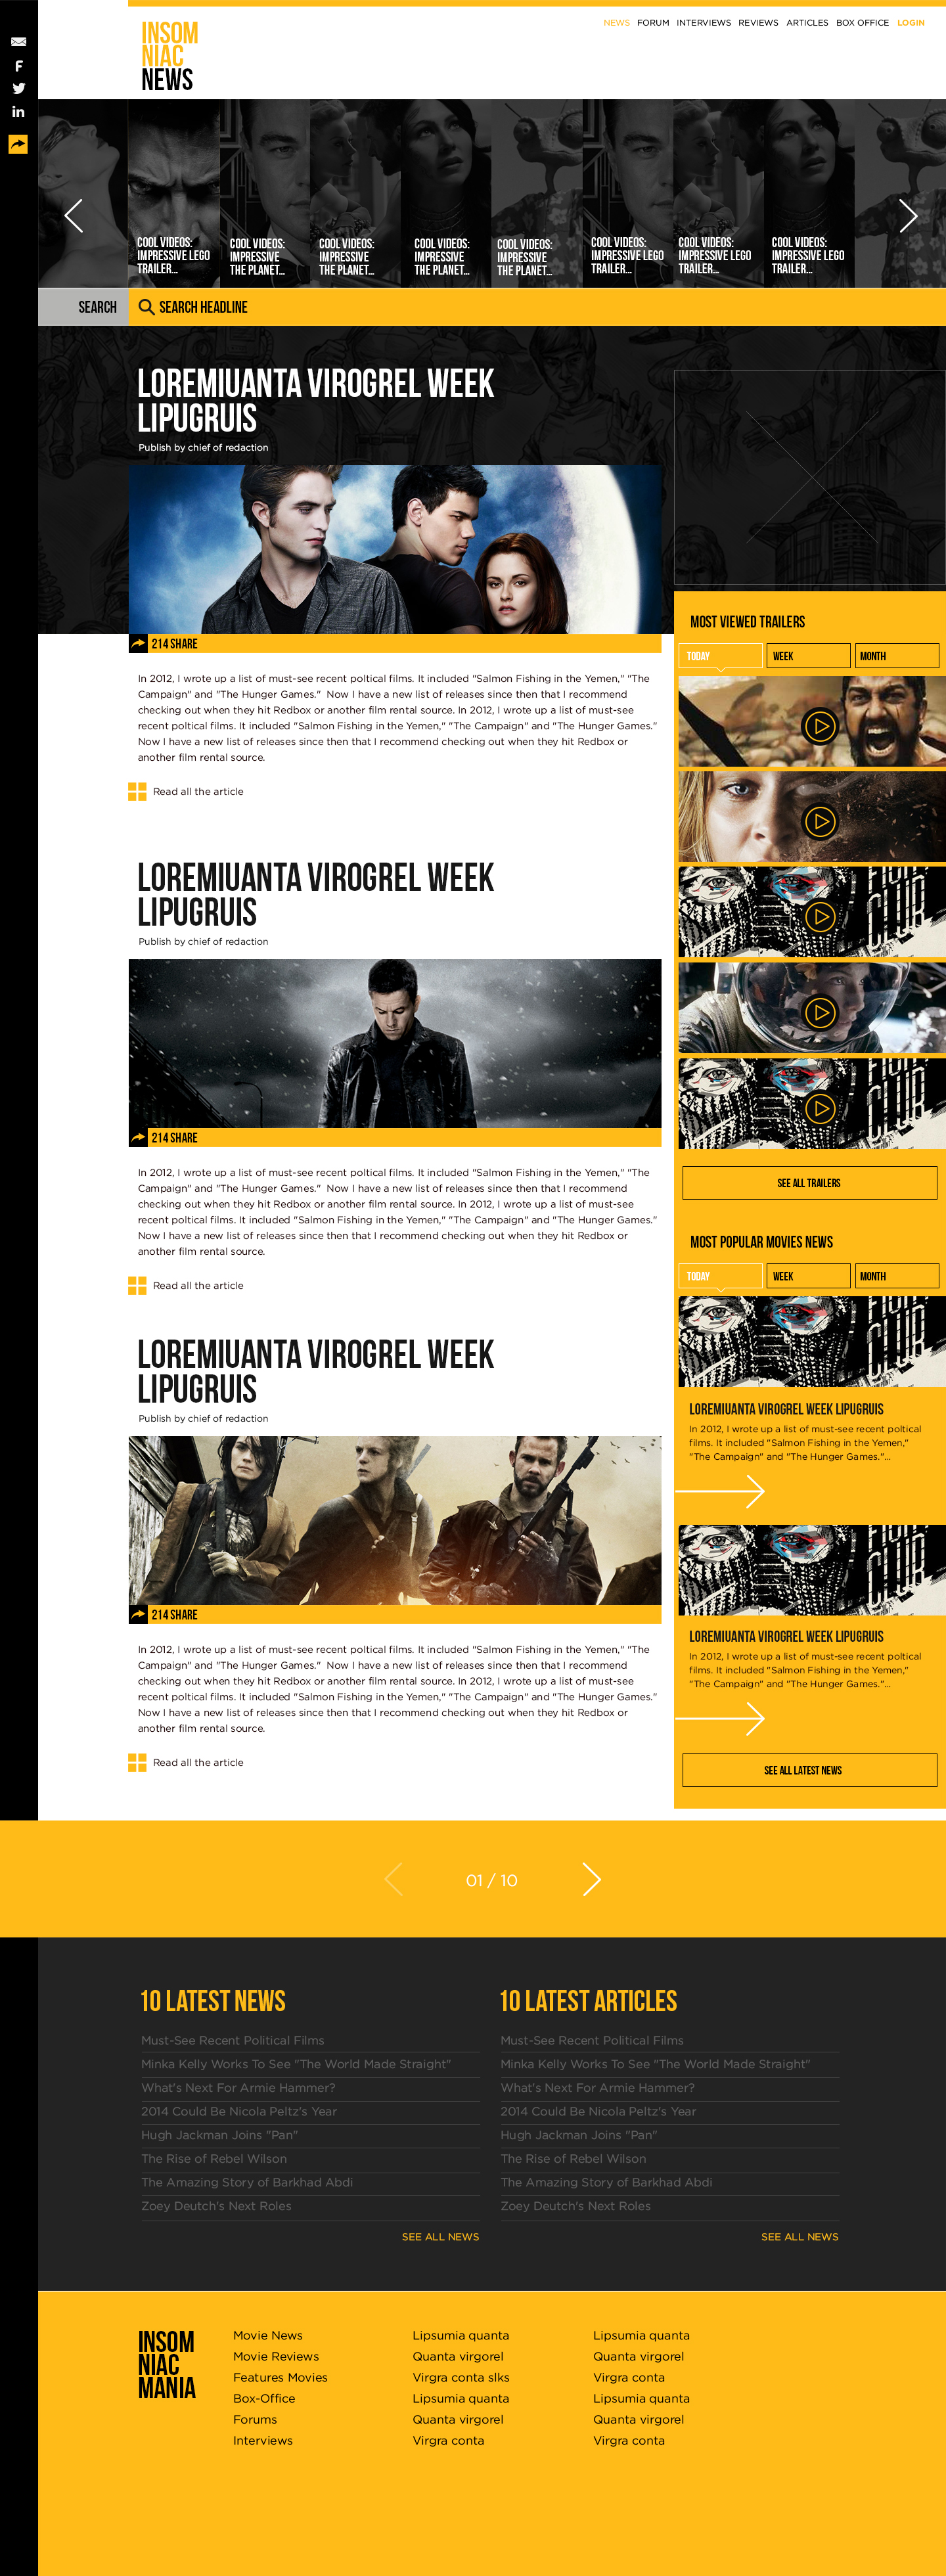 INSOM
NIAC
NEWS
NEWS FORUM INTERVIEWS REVIEWS ARTICLES BOX OFFICE LOGIN
COOL VIDEOS:
IMPRESSIVE LEGO
TRAILER...
COOL VIDEOS:
IMPRESSIVE
THE PLANET...
COOL VIDEOS:
IMPRESSIVE
THE PLANET...
COOL VIDEOS:
IMPRESSIVE
THE PLANET...
COOL VIDEOS:
IMPRESSIVE
THE PLANET...
COOL VIDEOS:
IMPRESSIVE LEGO
TRAILER...
COOL VIDEOS:
IMPRESSIVE LEGO
TRAILER...
COOL VIDEOS:
IMPRESSIVE LEGO
TRAILER...
SEARCH
SEARCH HEADLINE
LOREMIUANTA VIROGREL WEEK
LIPUGRUIS
Publish by chief of redaction
214 SHARE
In 2012, I wrote up a list of must-see recent poltical films. It included "Salmon Fishing in the Yemen," "The
Campaign" and "The Hunger Games."  Now I have a new list of releases since then that I recommend
checking out when they hit Redbox or another film rental source. In 2012, I wrote up a list of must-see
recent poltical films. It included "Salmon Fishing in the Yemen," "The Campaign" and "The Hunger Games."
Now I have a new list of releases since then that I recommend checking out when they hit Redbox or
another film rental source.
Read all the article
LOREMIUANTA VIROGREL WEEK
LIPUGRUIS
Publish by chief of redaction
214 SHARE
In 2012, I wrote up a list of must-see recent poltical films. It included "Salmon Fishing in the Yemen," "The
Campaign" and "The Hunger Games."  Now I have a new list of releases since then that I recommend
checking out when they hit Redbox or another film rental source. In 2012, I wrote up a list of must-see
recent poltical films. It included "Salmon Fishing in the Yemen," "The Campaign" and "The Hunger Games."
Now I have a new list of releases since then that I recommend checking out when they hit Redbox or
another film rental source.
Read all the article
LOREMIUANTA VIROGREL WEEK
LIPUGRUIS
Publish by chief of redaction
214 SHARE
In 2012, I wrote up a list of must-see recent poltical films. It included "Salmon Fishing in the Yemen," "The
Campaign" and "The Hunger Games."  Now I have a new list of releases since then that I recommend
checking out when they hit Redbox or another film rental source. In 2012, I wrote up a list of must-see
recent poltical films. It included "Salmon Fishing in the Yemen," "The Campaign" and "The Hunger Games."
Now I have a new list of releases since then that I recommend checking out when they hit Redbox or
another film rental source.
Read all the article
MOST VIEWED TRAILERS
TODAY WEEK MONTH
SEE ALL TRAILERS
MOST POPULAR MOVIES NEWS
TODAY WEEK MONTH
LOREMIUANTA VIROGREL WEEK LIPUGRUIS
In 2012, I wrote up a list of must-see recent poltical
films. It included "Salmon Fishing in the Yemen,"
"The Campaign" and "The Hunger Games."...
LOREMIUANTA VIROGREL WEEK LIPUGRUIS
In 2012, I wrote up a list of must-see recent poltical
films. It included "Salmon Fishing in the Yemen,"
"The Campaign" and "The Hunger Games."...
SEE ALL LATEST NEWS
01 / 10
10 LATEST NEWS
Must-See Recent Political Films
Minka Kelly Works To See "The World Made Straight"
What's Next For Armie Hammer?
2014 Could Be Nicola Peltz's Year
Hugh Jackman Joins "Pan"
The Rise of Rebel Wilson
The Amazing Story of Barkhad Abdi
Zoey Deutch's Next Roles
SEE ALL NEWS
10 LATEST ARTICLES
Must-See Recent Political Films
Minka Kelly Works To See "The World Made Straight"
What's Next For Armie Hammer?
2014 Could Be Nicola Peltz's Year
Hugh Jackman Joins "Pan"
The Rise of Rebel Wilson
The Amazing Story of Barkhad Abdi
Zoey Deutch's Next Roles
SEE ALL NEWS
INSOM
NIAC
MANIA
Movie News
Movie Reviews
Features Movies
Box-Office
Forums
Interviews
Lipsumia quanta
Quanta virgorel
Virgra conta slks
Lipsumia quanta
Quanta virgorel
Virgra conta
Lipsumia quanta
Quanta virgorel
Virgra conta
Lipsumia quanta
Quanta virgorel
Virgra conta